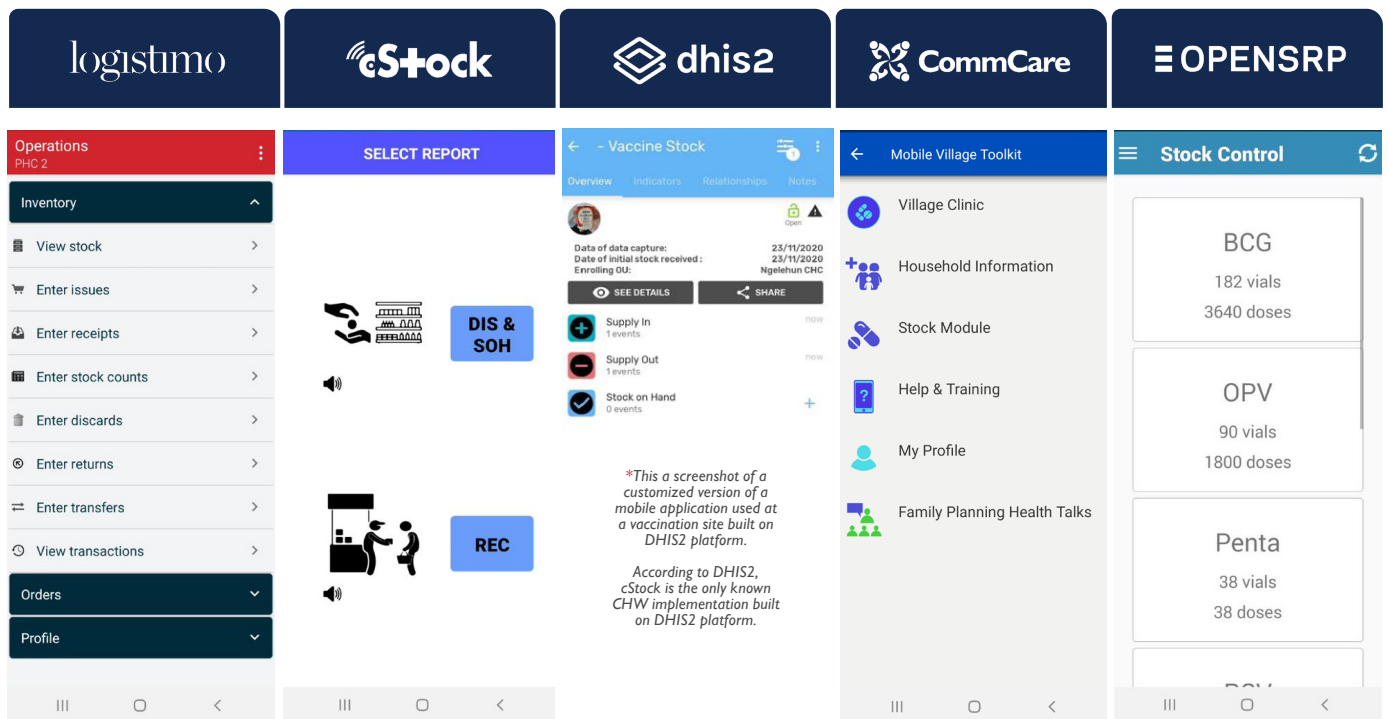 logistimo
cStock
dhis2
CommCare
OPENSRP
Operations
PHC 2
Inventory
View stock
Enter issues
Enter receipts
Enter stock counts
Enter discards
Enter returns
Enter transfers
View transactions
Orders
Profile
SELECT REPORT
DIS &
SOH
REC
- Vaccine Stock
1
Overview Indicators Relationships Notes
Open
Data of data capture: 23/11/2020
Date of initial stock received : 23/11/2020
Enrolling OU: Ngelehun CHC
SEE DETAILS SHARE
Supply In now
1 events
Supply Out now
1 events
Stock on Hand
0 events
*This a screenshot of a
customized version of a
mobile application used at
a vaccination site built on
DHIS2 platform.
According to DHIS2,
cStock is the only known
CHW implementation built
on DHIS2 platform.
Mobile Village Toolkit
Village Clinic
Household Information
Stock Module
Help & Training
My Profile
Family Planning Health Talks
Stock Control
BCG
182 vials
3640 doses
OPV
90 vials
1800 doses
Penta
38 vials
38 doses